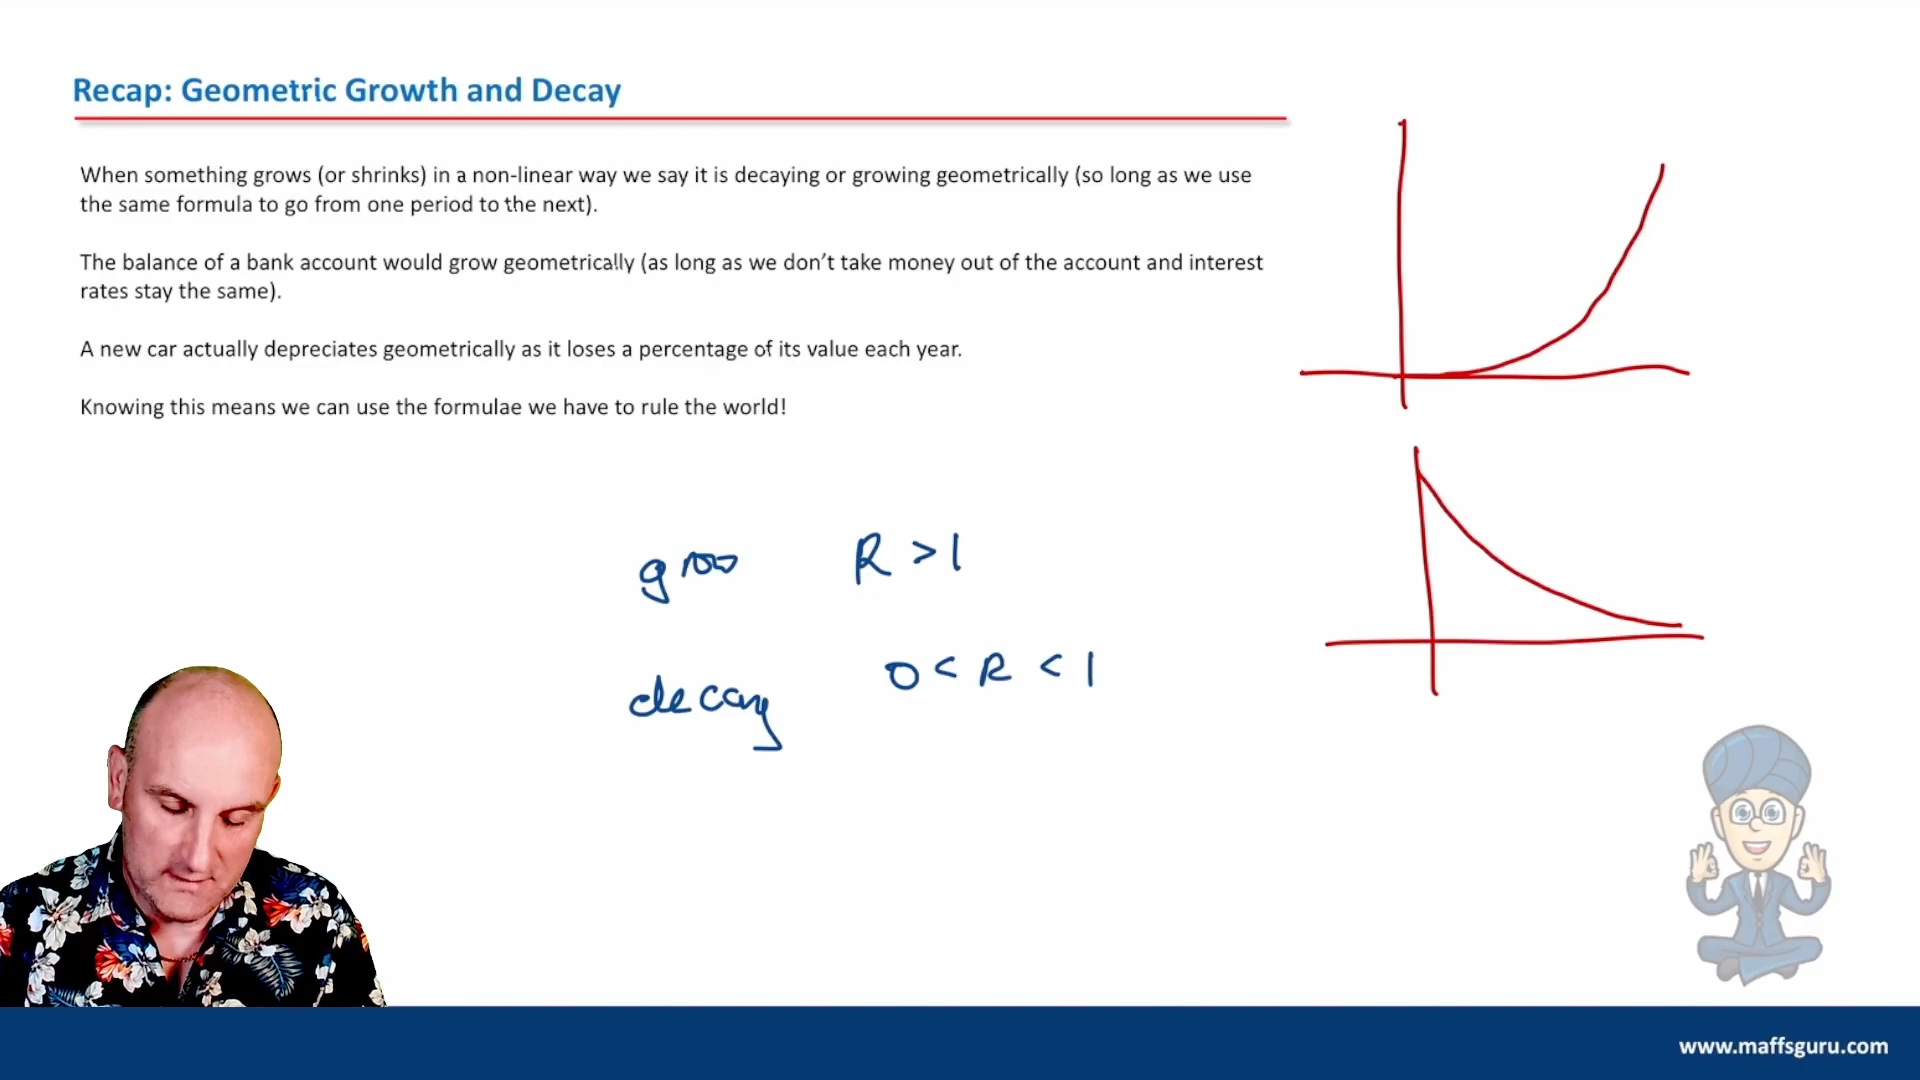 Recap: Geometric Growth and Decay
When something grows (or shrinks) in a non-linear way we say it is decaying or growing geometrically (so long as we use
the same formula to go from one period to the next).
The balance of a bank account would grow geometrically (as long as we don’t take money out of the account and interest
rates stay the same).
A new car actually depreciates geometrically as it loses a percentage of its value each year.
Knowing this means we can use the formulae we have to rule the world!
grow R > 1
decay 0 < R < 1
www.maffsguru.com